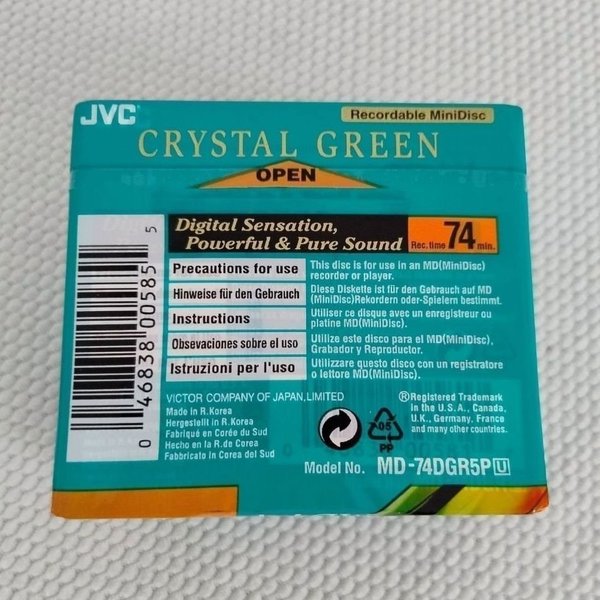 JVC
Recordable MiniDisc
CRYSTAL GREEN
OPEN
Digital Sensation,
Powerful & Pure Sound
Rec. time 74 min.
Precautions for use
This disc is for use in an MD(MiniDisc)
recorder or player.
Hinweise für den Gebrauch
Diese Diskette ist für den Gebrauch auf MD
(MiniDisc)Rekordern oder-Spielern bestimmt.
Instructions
Utiliser ce disque avec un enregistreur ou
platine MD(MiniDisc).
Obsevaciones sobre el uso
Utilize este disco para el MD(MiniDisc),
Grabador y Reproductor.
Istruzioni per l'uso
Utilizzare questo disco con un registratore
o lettore MD(MiniDisc).
0 46838 00585 5
VICTOR COMPANY OF JAPAN,LIMITED
Made in R.Korea
Hergestellt in R.Korea
Fabriqué en Corée du Sud
Hecho en la R.de Corea
Fabbricato in Corea del Sud
®Registered Trademark
in the U.S.A., Canada,
U.K., Germany, France
and many other countries.
05
PP
Model No. MD-74DGR5P U